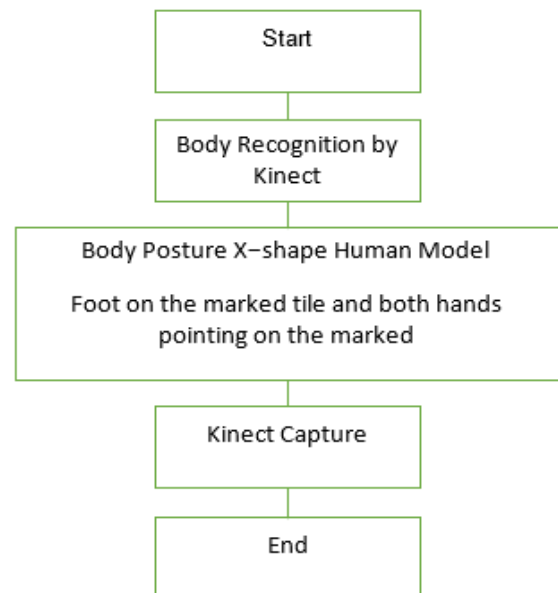 Start
Body Recognition by
Kinect
Body Posture X−shape Human Model
Foot on the marked tile and both hands
pointing on the marked
Kinect Capture
End